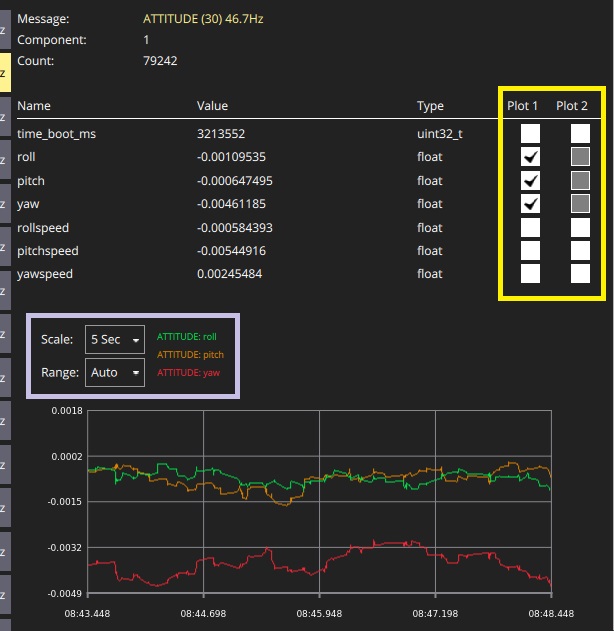 Message: ATTITUDE (30) 46.7Hz
Component: 1
Count: 79242
Name Value Type Plot 1 Plot 2
time_boot_ms 3213552 uint32_t
roll -0.00109535 float
pitch -0.000647495 float
yaw -0.00461185 float
rollspeed -0.000584393 float
pitchspeed -0.00544916 float
yawspeed 0.00245484 float
Scale: 5 Sec ATTITUDE: roll
ATTITUDE: pitch
Range: Auto ATTITUDE: yaw
0.0018
0.0002
-0.0015
-0.0032
-0.0049
08:43.448 08:44.698 08:45.948 08:47.198 08:48.448